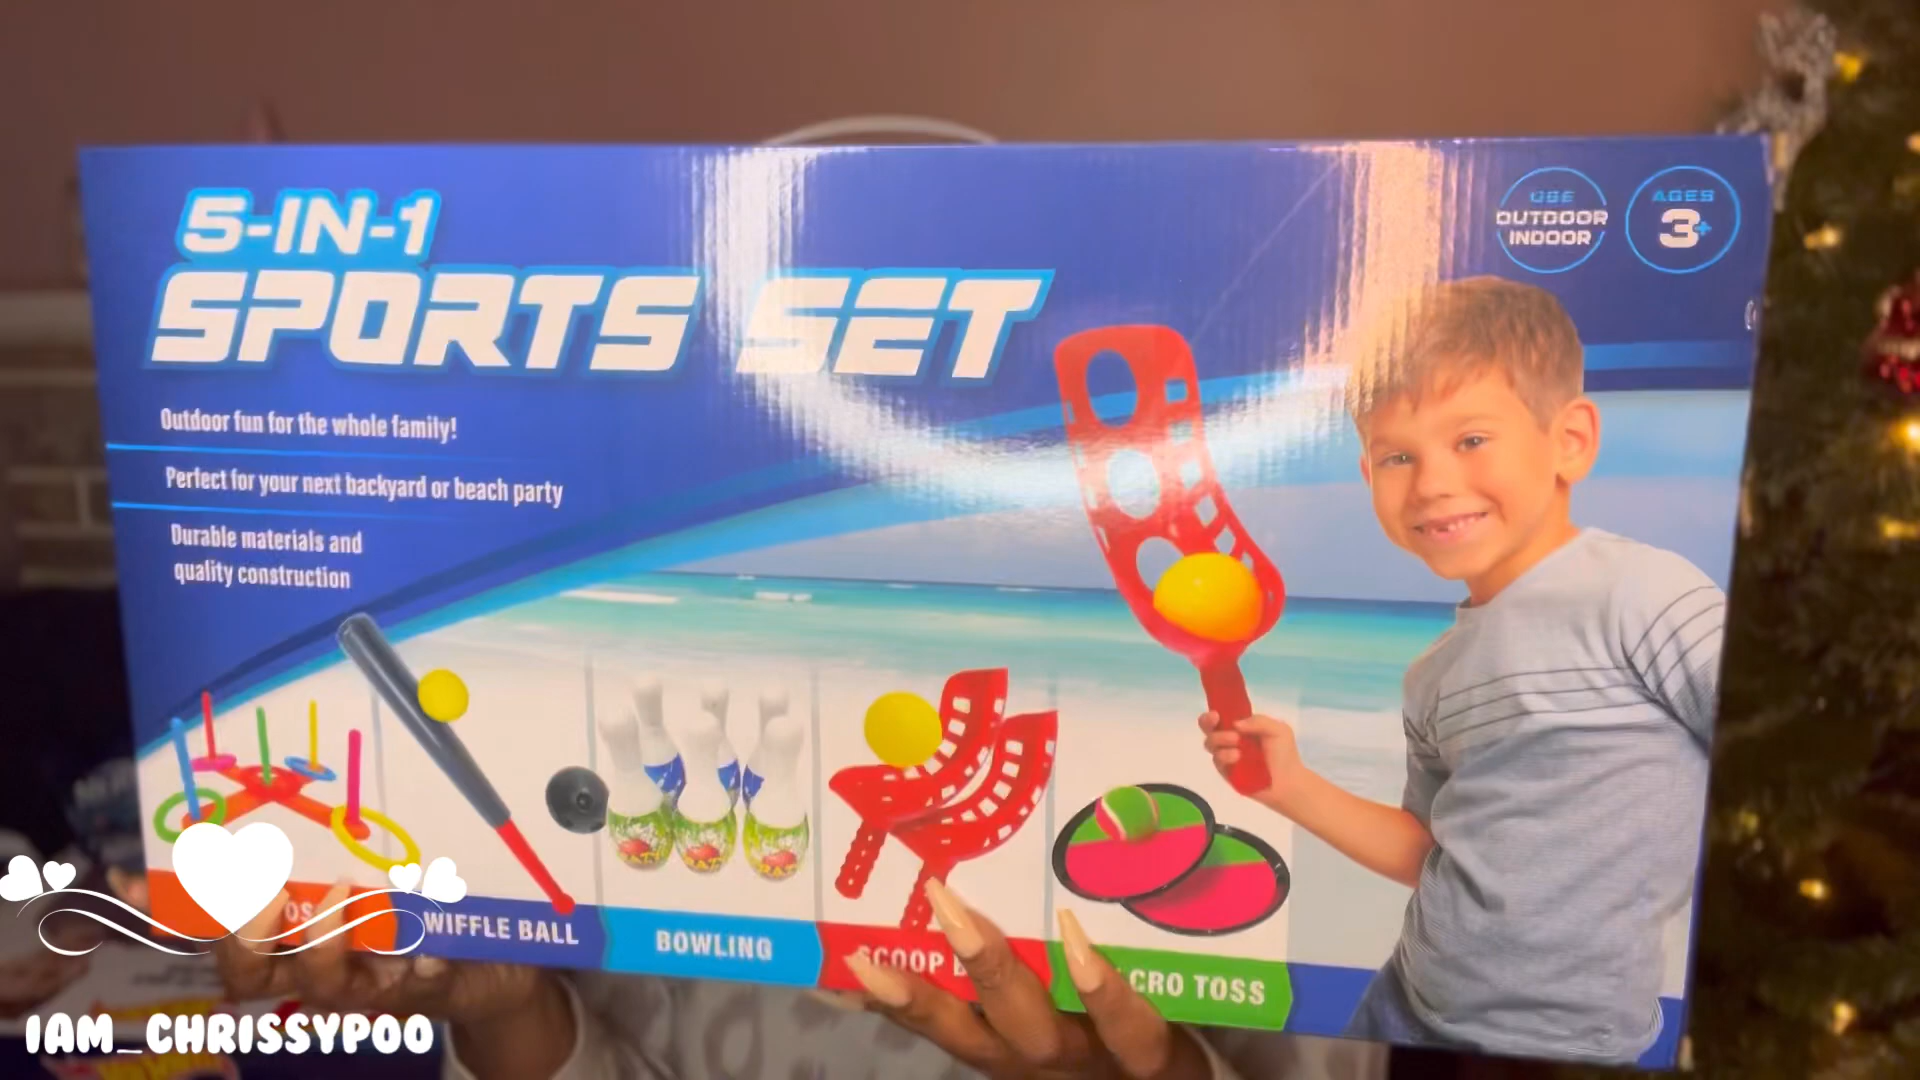 5-IN-1
SPORTS SET
USE
OUTDOOR
INDOOR
AGES
3+
Outdoor fun for the whole family!
Perfect for your next backyard or beach party
Durable materials and
quality construction
WIFFLE BALL
BOWLING
SCOOP
CRO TOSS
IAM_CHRISSYPOO